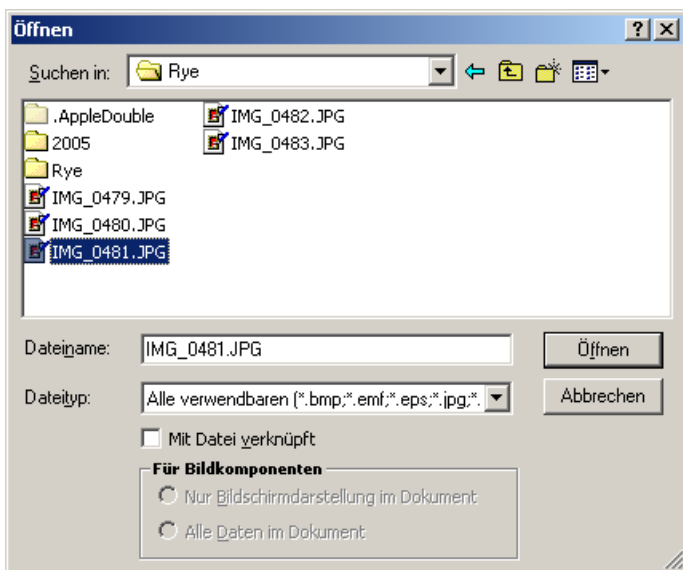 Öffnen
Suchen in: Rye
.AppleDouble
2005
Rye
IMG_0479.JPG
IMG_0480.JPG
IMG_0481.JPG
IMG_0482.JPG
IMG_0483.JPG
Dateiname: IMG_0481.JPG Öffnen
Dateityp: Alle verwendbaren (*.bmp;*.emf;*.eps;*.jpg;*. Abbrechen
Mit Datei verknüpft
Für Bildkomponenten
Nur Bildschirmdarstellung im Dokument
Alle Daten im Dokument